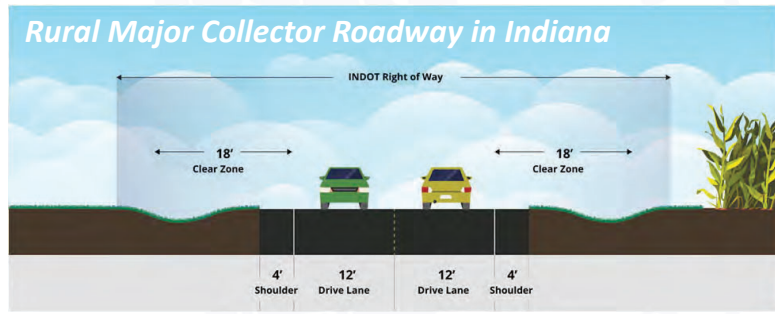 Rural Major Collector Roadway in Indiana
INDOT Right of Way
18' 18'
Clear Zone Clear Zone
4' 12' 12' 4'
Shoulder Drive Lane Drive Lane Shoulder